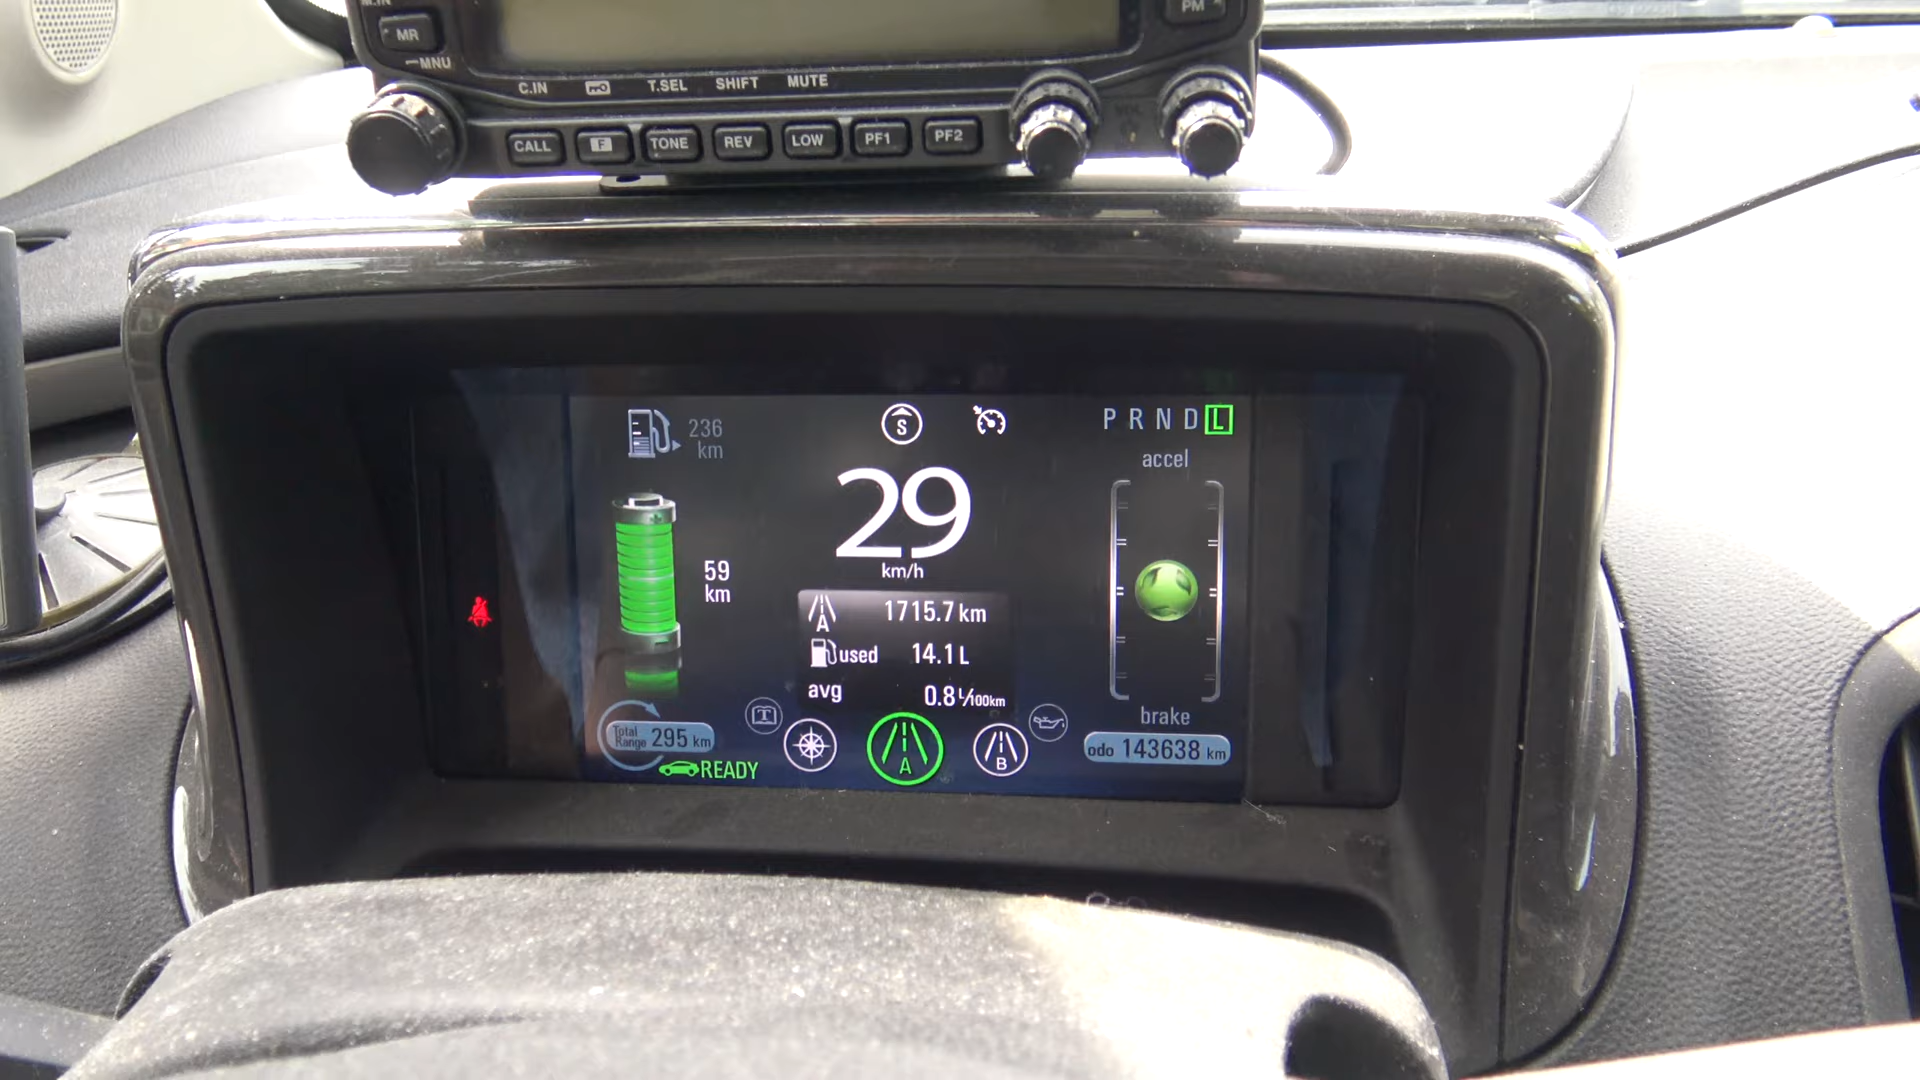 M.IN
MR
MNU
PM
C.IN T.SEL SHIFT MUTE
VOL
CALL F TONE REV LOW PF1 PF2
236
km
S
P R N D L
accel
29
km/h
59
km
A 1715.7 km
used 14.1 L
avg 0.8 L/100km
T
brake
Total
Range 295 km
A
B
odo 143638 km
READY